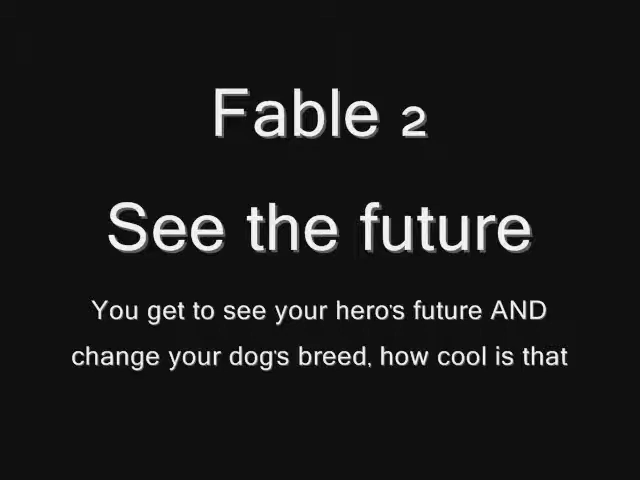 Fable 2
See the future
You get to see your hero's future AND
change your dog's breed, how cool is that